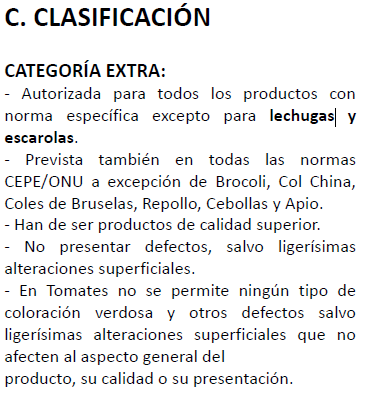 C. CLASIFICACIÓN
CATEGORÍA EXTRA:
- Autorizada para todos los productos con
norma específica excepto para lechugas y
escarolas.
- Prevista también en todas las normas
CEPE/ONU a excepción de Brocoli, Col China,
Coles de Bruselas, Repollo, Cebollas y Apio.
- Han de ser productos de calidad superior.
- No presentar defectos, salvo ligerísimas
alteraciones superficiales.
- En Tomates no se permite ningún tipo de
coloración verdosa y otros defectos salvo
ligerísimas alteraciones superficiales que no
afecten al aspecto general del
producto, su calidad o su presentación.